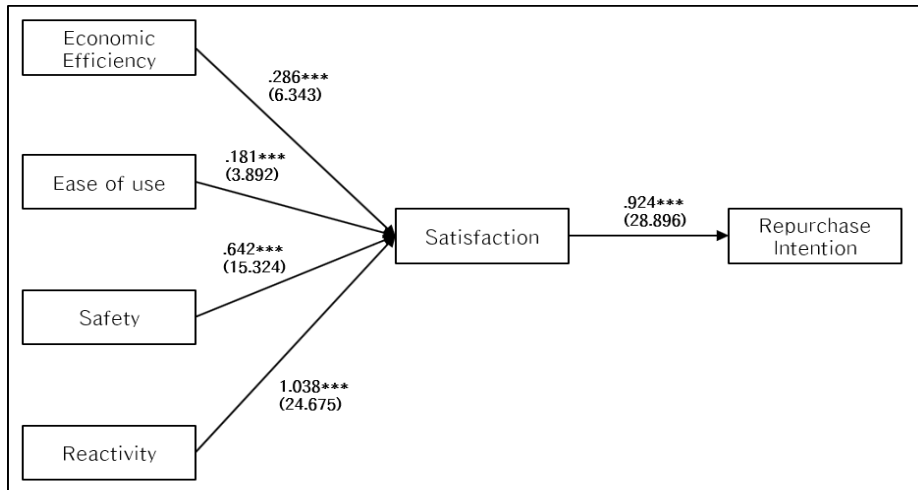 Economic
Efficiency
.286***
(6.343)
Ease of use
.181***
(3.892)
Satisfaction
.924***
(28.896)
Repurchase
Intention
.642***
(15.324)
Safety
1.038***
(24.675)
Reactivity